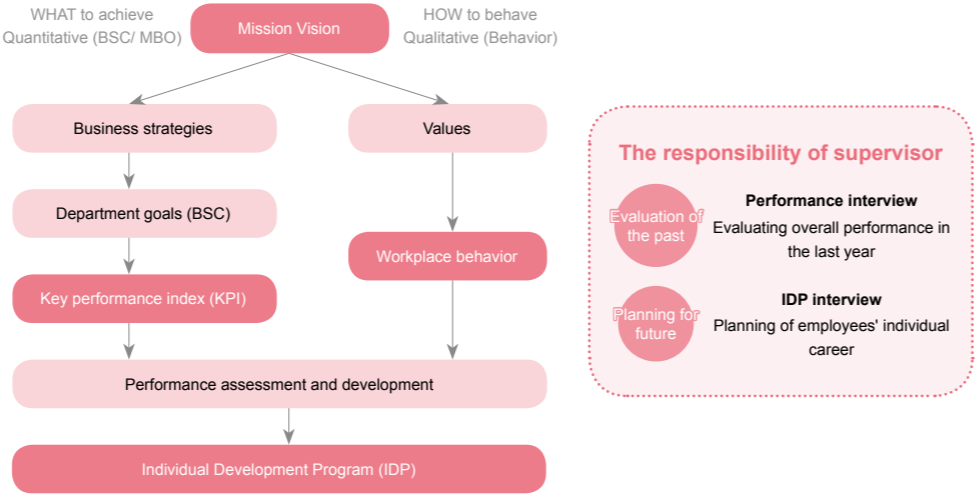 WHAT to achieve
Quantitative (BSC/ MBO)
Mission Vision
HOW to behave
Qualitative (Behavior)
Business strategies
Values
Department goals (BSC)
Workplace behavior
Key performance index (KPI)
Performance assessment and development
Individual Development Program (IDP)
The responsibility of supervisor
Evaluation of
the past
Performance interview
Evaluating overall performance in
the last year
Planning for
future
IDP interview
Planning of employees' individual
career